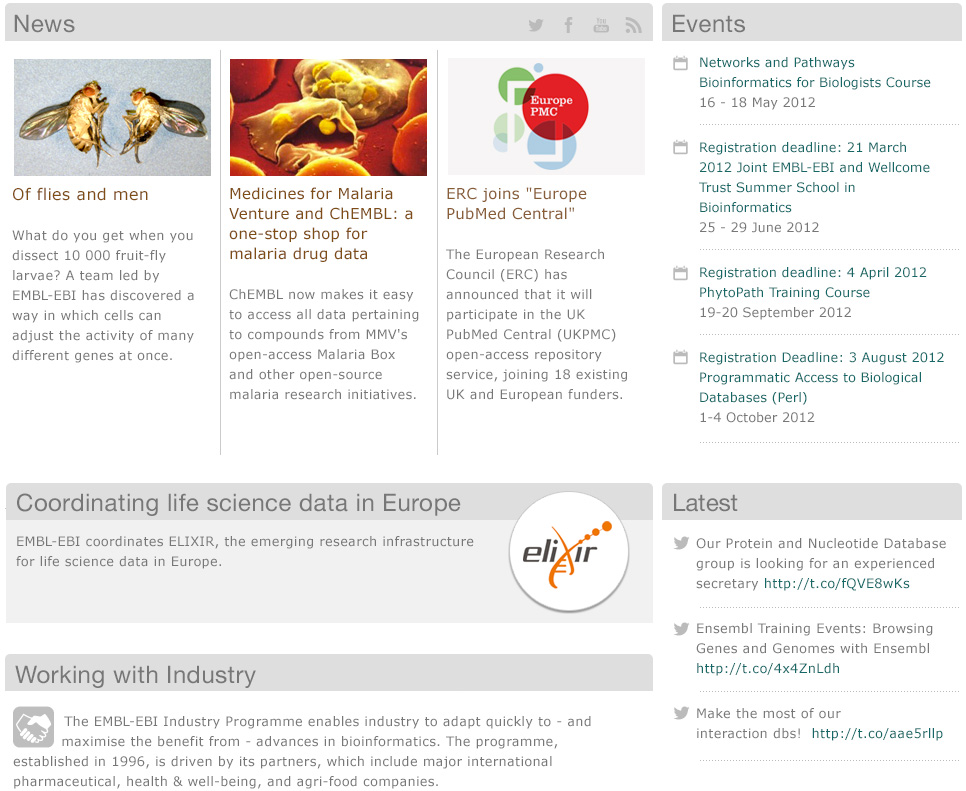 News
Of flies and men
What do you get when you
dissect 10 000 fruit-fly
larvae? A team led by
EMBL-EBI has discovered a
way in which cells can
adjust the activity of many
different genes at once.
Medicines for Malaria
Venture and ChEMBL: a
one-stop shop for
malaria drug data
ChEMBL now makes it easy
to access all data pertaining
to compounds from MMV's
open-access Malaria Box
and other open-source
malaria research initiatives.
Europe
PMC
ERC joins "Europe
PubMed Central"
The European Research
Council (ERC) has
announced that it will
participate in the UK
PubMed Central (UKPMC)
open-access repository
service, joining 18 existing
UK and European funders.
Events
Networks and Pathways
Bioinformatics for Biologists Course
16 - 18 May 2012
Registration deadline: 21 March
2012 Joint EMBL-EBI and Wellcome
Trust Summer School in
Bioinformatics
25 - 29 June 2012
Registration deadline: 4 April 2012
PhytoPath Training Course
19-20 September 2012
Registration Deadline: 3 August 2012
Programmatic Access to Biological
Databases (Perl)
1-4 October 2012
Coordinating life science data in Europe
EMBL-EBI coordinates ELIXIR, the emerging research infrastructure
for life science data in Europe.
elixir
Working with Industry
The EMBL-EBI Industry Programme enables industry to adapt quickly to - and
maximise the benefit from - advances in bioinformatics. The programme,
established in 1996, is driven by its partners, which include major international
pharmaceutical, health & well-being, and agri-food companies.
Latest
Our Protein and Nucleotide Database
group is looking for an experienced
secretary http://t.co/fQVE8wKs
Ensembl Training Events: Browsing
Genes and Genomes with Ensembl
http://t.co/4x4ZnLdh
Make the most of our
interaction dbs! http://t.co/aae5rllp